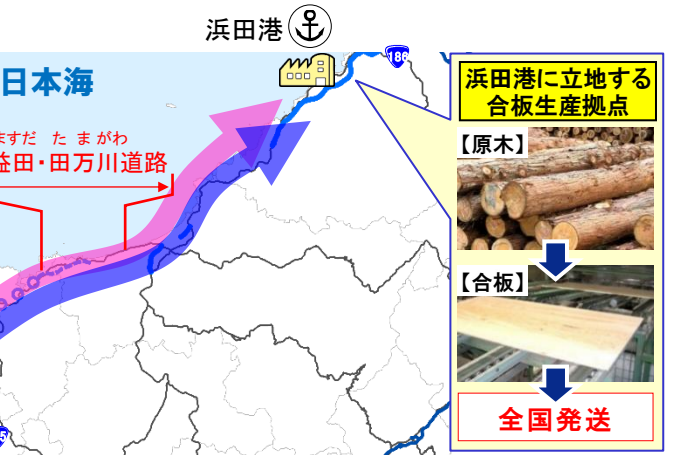 浜田港
186
日本海
ますだ たまがわ
益田・田万川道路
浜田港に立地する
合板生産拠点
【原木】
【合板】
全国発送